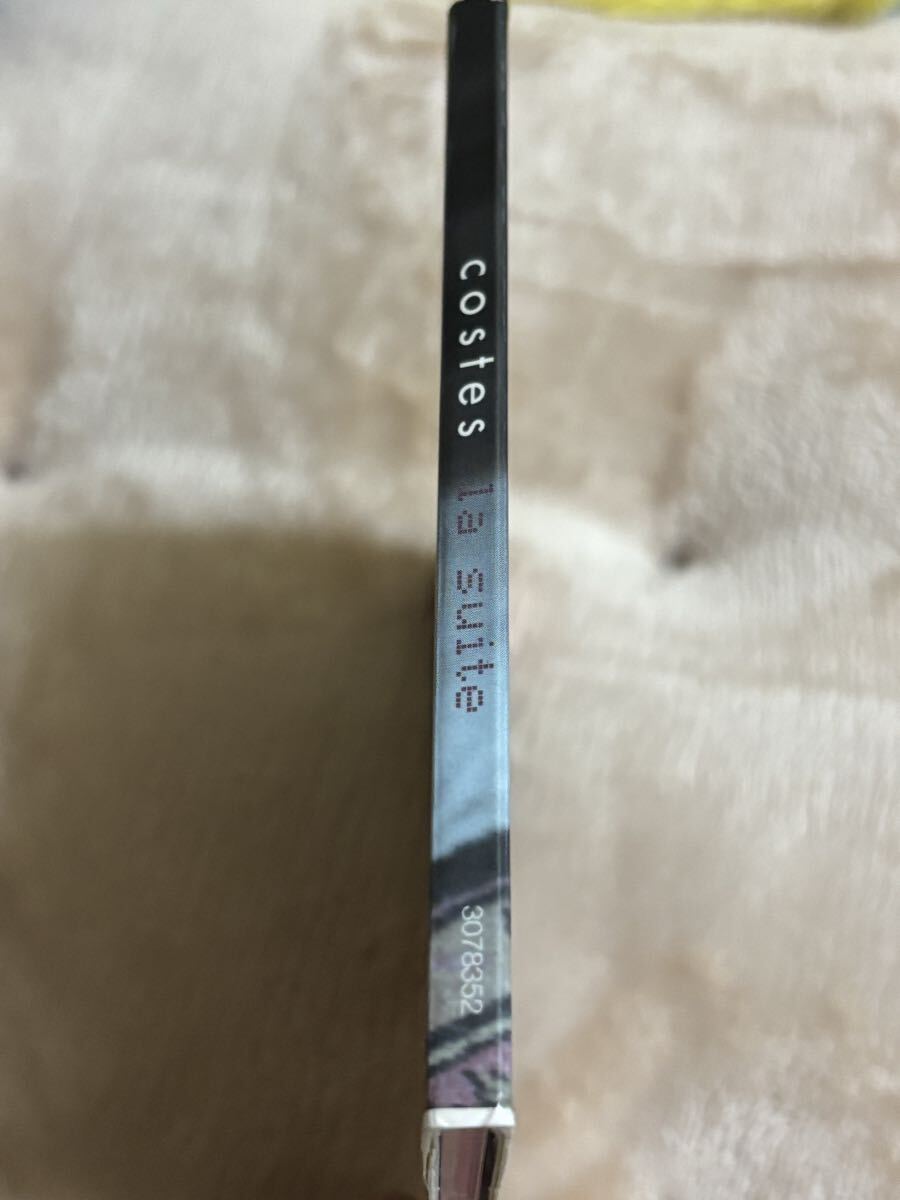 costes
la suite
3078352